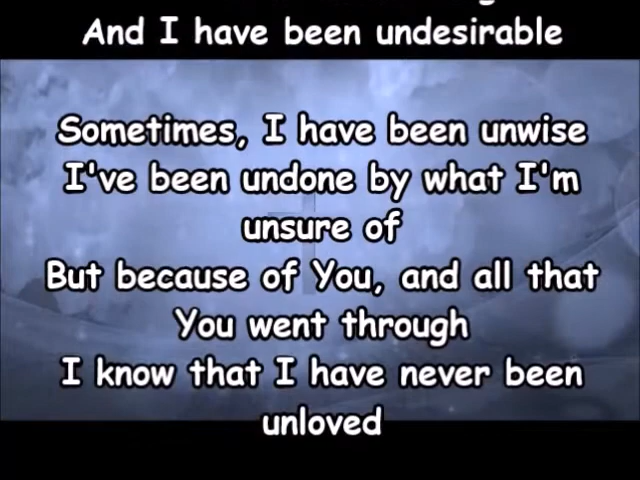 And I have been undesirable
Sometimes, I have been unwise
I've been undone by what I'm
unsure of
But because of You, and all that
You went through
I know that I have never been
unloved